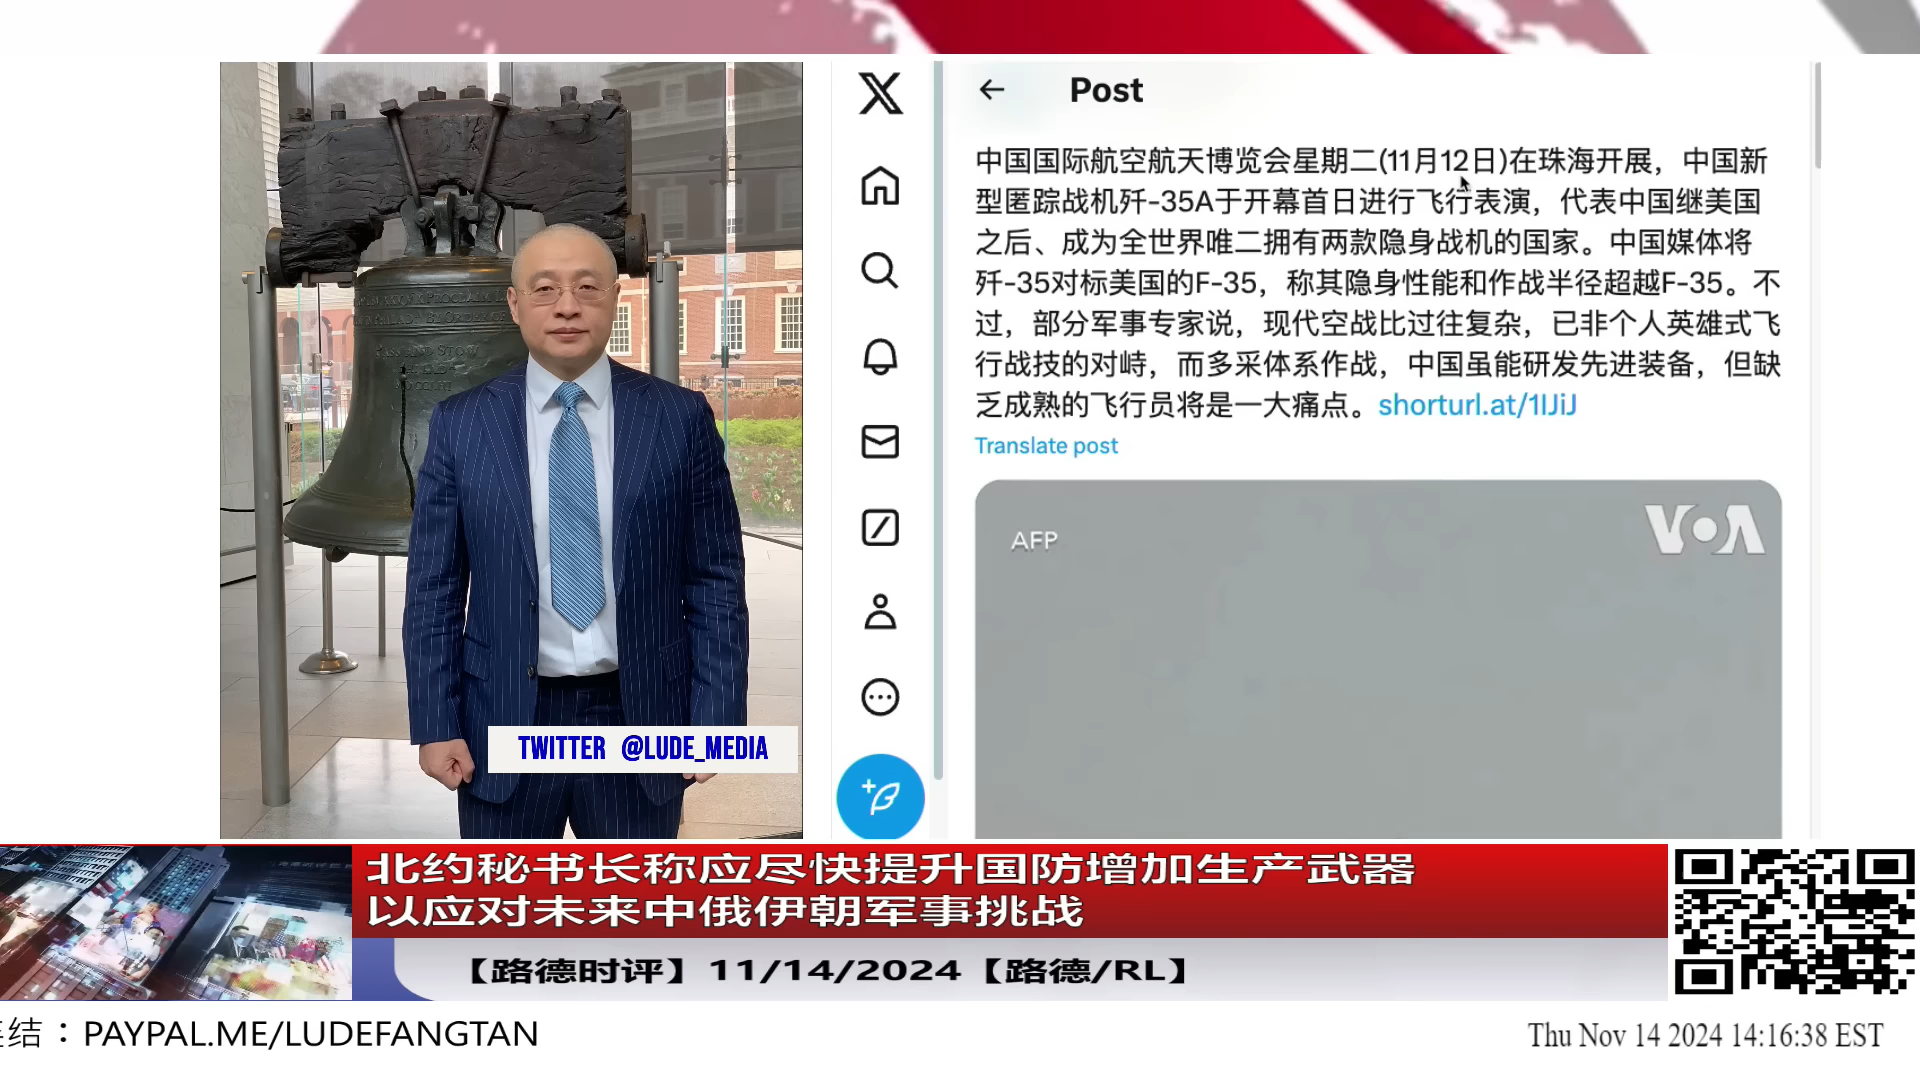 Post
中国国际航空航天博览会星期二(11月12日)在珠海开展，中国新
型匿踪战机歼-35A于开幕首日进行飞行表演，代表中国继美国
之后、成为全世界唯二拥有两款隐身战机的国家。中国媒体将
歼-35对标美国的F-35，称其隐身性能和作战半径超越F-35。不
过，部分军事专家说，现代空战比过往复杂，已非个人英雄式飞
行战技的对峙，而多采体系作战，中国虽能研发先进装备，但缺
乏成熟的飞行员将是一大痛点。shorturl.at/1IJiJ
Translate post
AFP
VOA
PASS AND STOW
TWITTER @LUDE_MEDIA
北约秘书长称应尽快提升国防增加生产武器
以应对未来中俄伊朝军事挑战
【路德时评】11/14/2024【路德/RL】
结：PAYPAL.ME/LUDEFANGTAN
Thu Nov 14 2024 14:16:38 EST